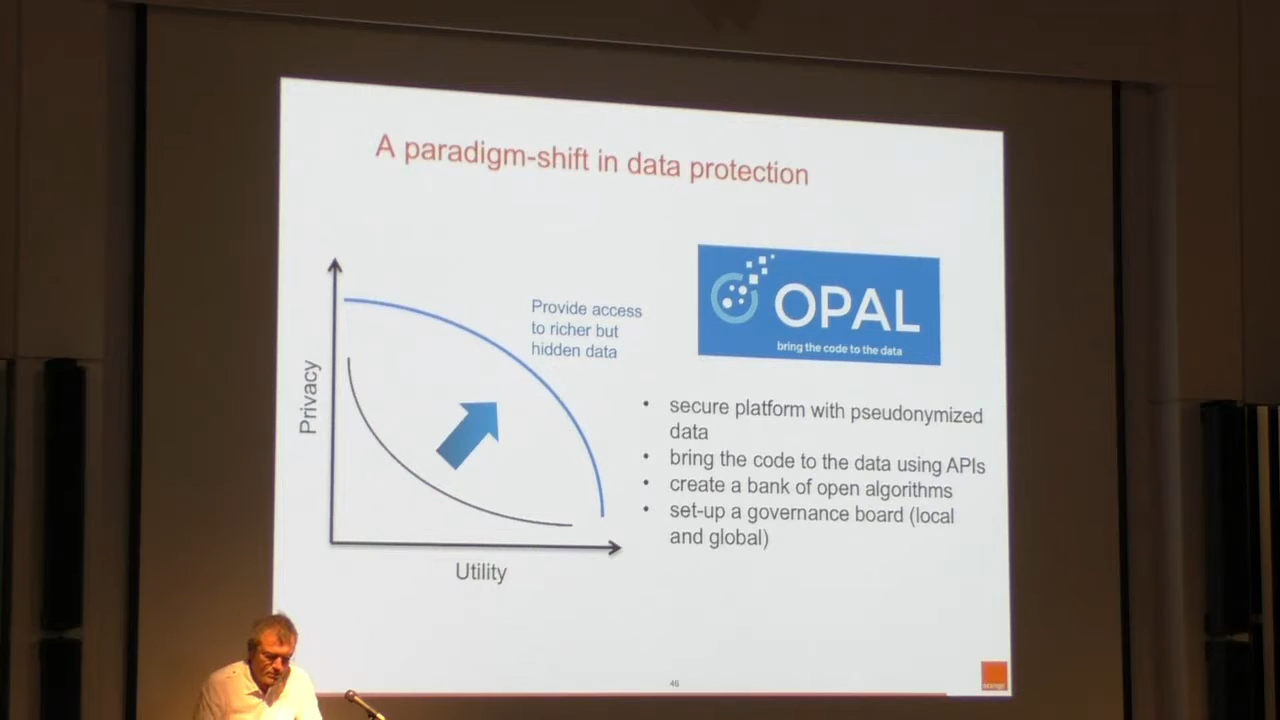 A paradigm-shift in data protection
Privacy
Utility
Provide access
to richer but
hidden data
OPAL
bring the code to the data
• secure platform with pseudonymized
data
• bring the code to the data using APIs
• create a bank of open algorithms
• set-up a governance board (local
and global)
46
orange